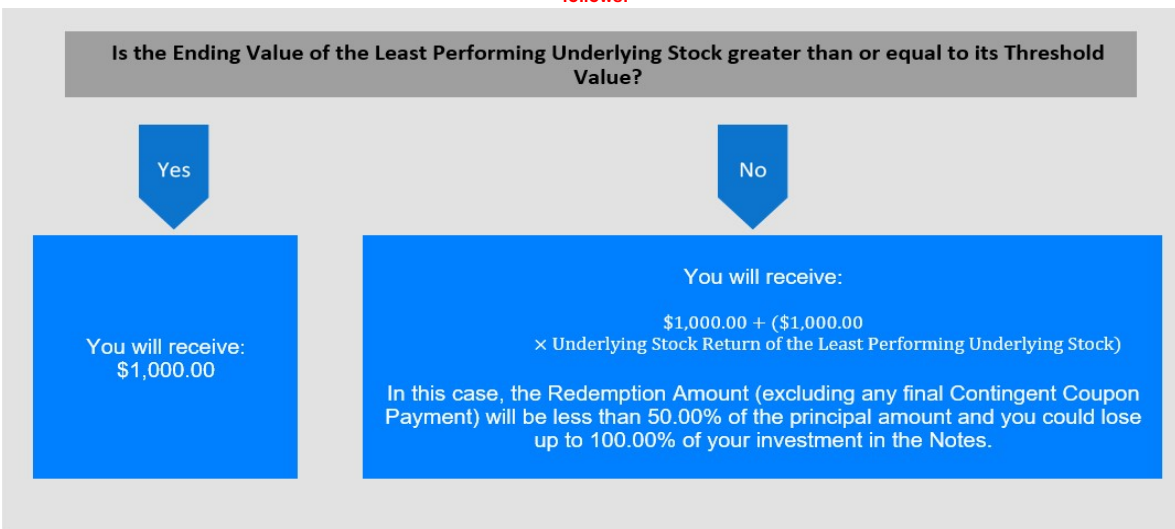 follows:
Is the Ending Value of the Least Performing Underlying Stock greater than or equal to its Threshold
Value?
Yes
No
You will receive:
$1,000.00
You will receive:
$1,000.00 + ($1,000.00
× Underlying Stock Return of the Least Performing Underlying Stock)
In this case, the Redemption Amount (excluding any final Contingent Coupon
Payment) will be less than 50.00% of the principal amount and you could lose
up to 100.00% of your investment in the Notes.